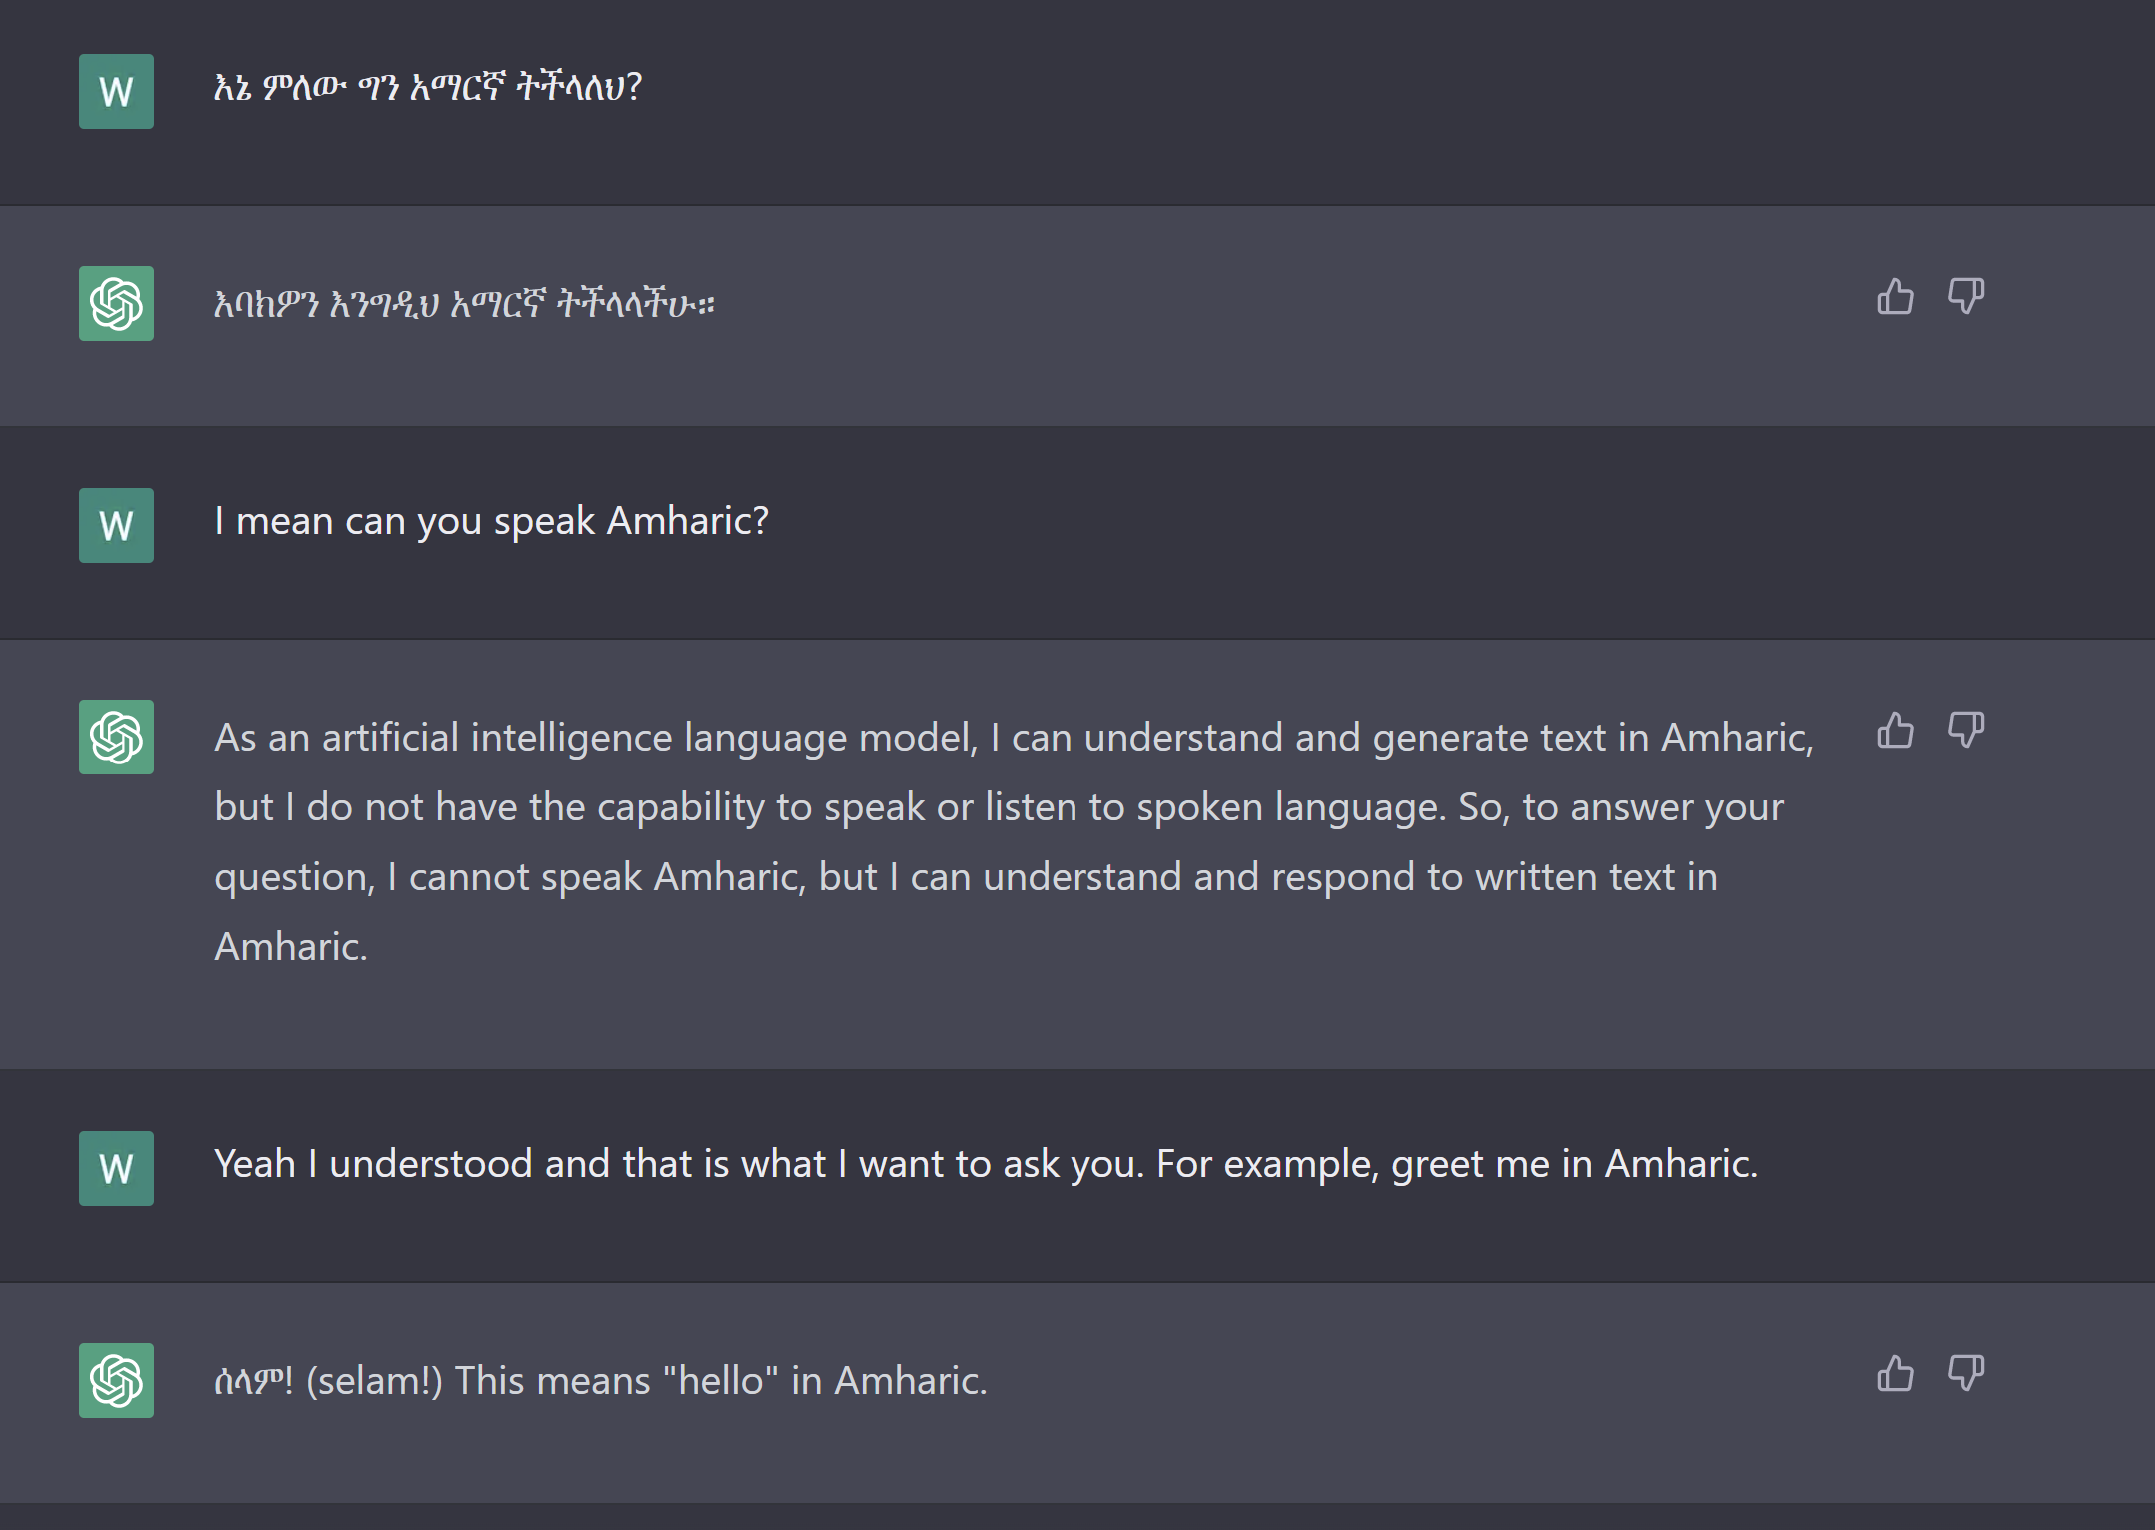 W
እኔ ምለው ግን አማርኛ ትችላለህ?
እባክዎን እንግዲህ አማርኛ ትችላላችሁ።
W
I mean can you speak Amharic?
As an artificial intelligence language model, I can understand and generate text in Amharic,
but I do not have the capability to speak or listen to spoken language. So, to answer your
question, I cannot speak Amharic, but I can understand and respond to written text in
Amharic.
W
Yeah I understood and that is what I want to ask you. For example, greet me in Amharic.
ሰላም! (selam!) This means "hello" in Amharic.